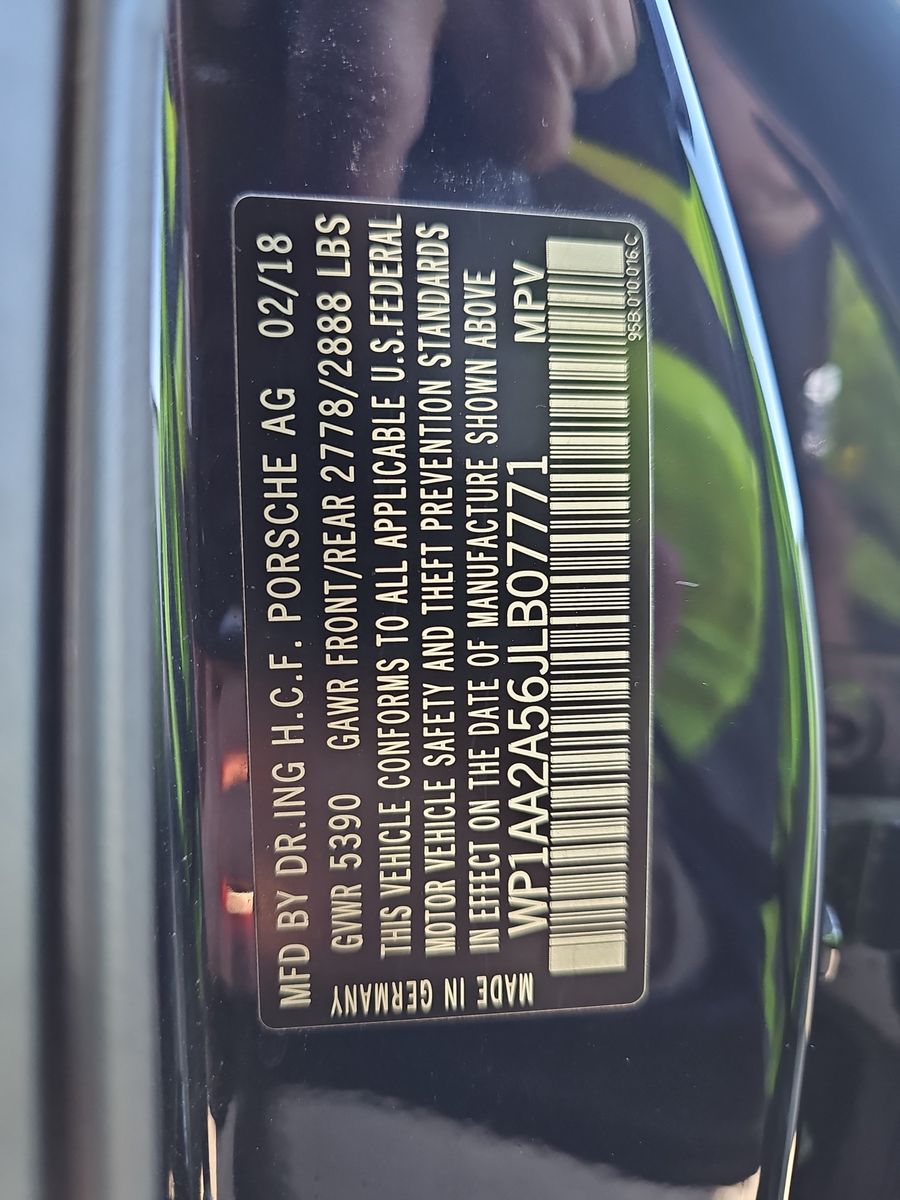 MFD BY DR.ING H.C.F. PORSCHE AG 02/18
GVWR 5390 GAWR FRONT/REAR 2778/2888 LBS
THIS VEHICLE CONFORMS TO ALL APPLICABLE U.S.FEDERAL
MOTOR VEHICLE SAFETY AND THEFT PREVENTION STANDARDS
IN EFFECT ON THE DATE OF MANUFACTURE SHOWN ABOVE
WP1AA2A56JLB07771 MPV
95B.010.016.C
MADE IN GERMANY